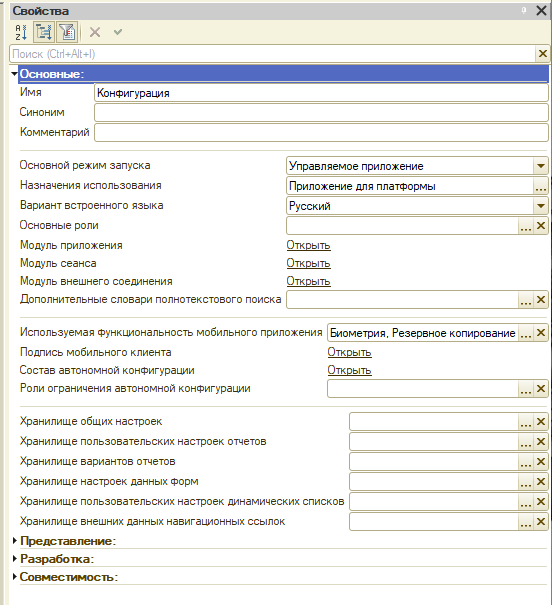 Свойства
Поиск (Ctrl+Alt+I)
Основные:
Имя Конфигурация
Синоним
Комментарий
Основной режим запуска Управляемое приложение
Назначения использования Приложение для платформы ...
Вариант встроенного языка Русский
Основные роли ...
Модуль приложения Открыть
Модуль сеанса Открыть
Модуль внешнего соединения Открыть
Дополнительные словари полнотекстового поиска ...
Используемая функциональность мобильного приложения Биометрия, Резервное копирование ...
Подпись мобильного клиента Открыть
Состав автономной конфигурации Открыть
Роли ограничения автономной конфигурации ...
Хранилище общих настроек ...
Хранилище пользовательских настроек отчетов ...
Хранилище вариантов отчетов ...
Хранилище настроек данных форм ...
Хранилище пользовательских настроек динамических списков ...
Хранилище внешних данных навигационных ссылок ...
Представление:
Разработка:
Совместимость: